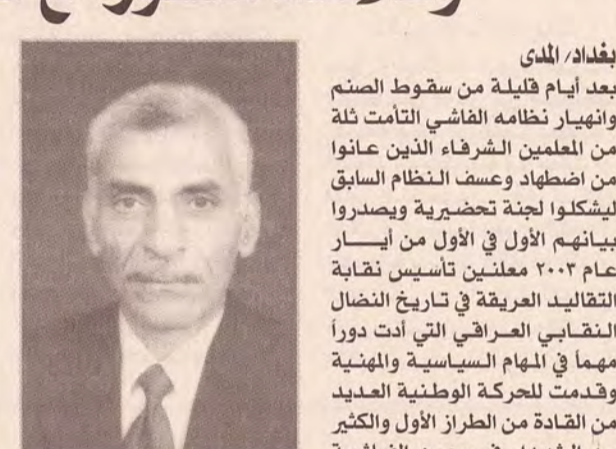 بغداد/ المدى
بعد أيام قليلة من سقوط الصنم
وانهيار نظامه الفاشي التأمت ثلة
من المعلمين الشرفاء الذين عانوا
من اضطهاد وعسف النظام السابق
ليشكلوا لجنة تحضيرية ويصدروا
بيانهم الأول في الأول من أيــار
عام ٢٠٠٣ معلنين تأسيس نقابة
التقاليد العريقة في تاريخ النضال
النقابي العراقي التي أدت دوراً
مهماً في المهام السياسية والمهنية
وقدمت للحركة الوطنية العديد
من القادة من الطراز الأول والكثير